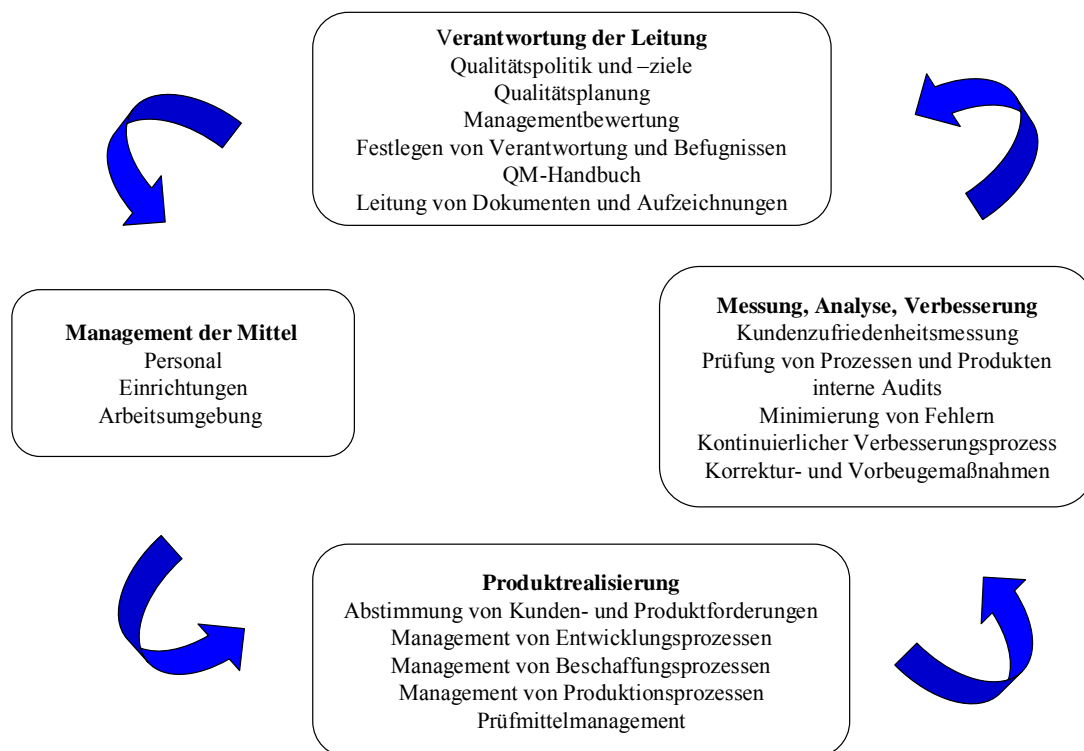 Verantwortung der Leitung
Qualitätspolitik und –ziele
Qualitätsplanung
Managementbewertung
Festlegen von Verantwortung und Befugnissen
QM-Handbuch
Leitung von Dokumenten und Aufzeichnungen
Management der Mittel
Personal
Einrichtungen
Arbeitsumgebung
Messung, Analyse, Verbesserung
Kundenzufriedenheitsmessung
Prüfung von Prozessen und Produkten
interne Audits
Minimierung von Fehlern
Kontinuierlicher Verbesserungsprozess
Korrektur- und Vorbeugemaßnahmen
Produktrealisierung
Abstimmung von Kunden- und Produktforderungen
Management von Entwicklungsprozessen
Management von Beschaffungsprozessen
Management von Produktionsprozessen
Prüfmittelmanagement